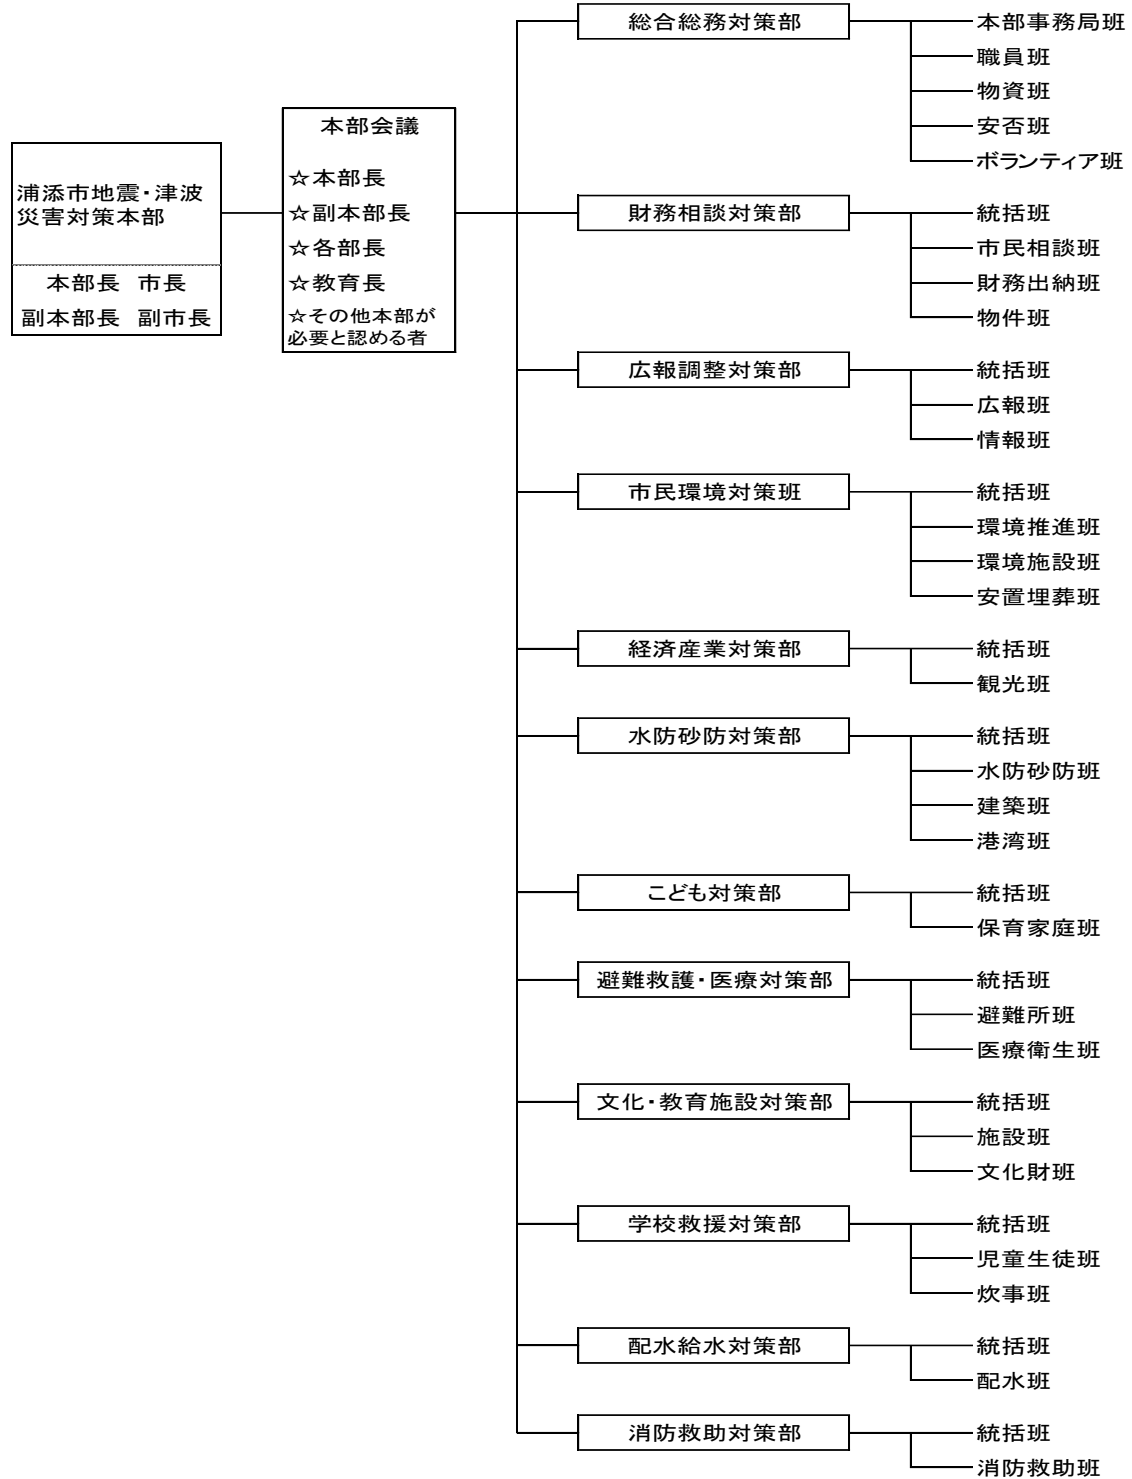 浦添市地震・津波
災害対策本部
本部長 市長
副本部長 副市長
本部会議
☆本部長
☆副本部長
☆各部長
☆教育長
☆その他本部が
必要と認める者
総合総務対策部
本部事務局班
職員班
物資班
安否班
ボランティア班
財務相談対策部
統括班
市民相談班
財務出納班
物件班
広報調整対策部
統括班
広報班
情報班
市民環境対策班
統括班
環境推進班
環境施設班
安置埋葬班
経済産業対策部
統括班
観光班
水防砂防対策部
統括班
水防砂防班
建築班
港湾班
こども対策部
統括班
保育家庭班
避難救護・医療対策部
統括班
避難所班
医療衛生班
文化・教育施設対策部
統括班
施設班
文化財班
学校救援対策部
統括班
児童生徒班
炊事班
配水給水対策部
統括班
配水班
消防救助対策部
統括班
消防救助班